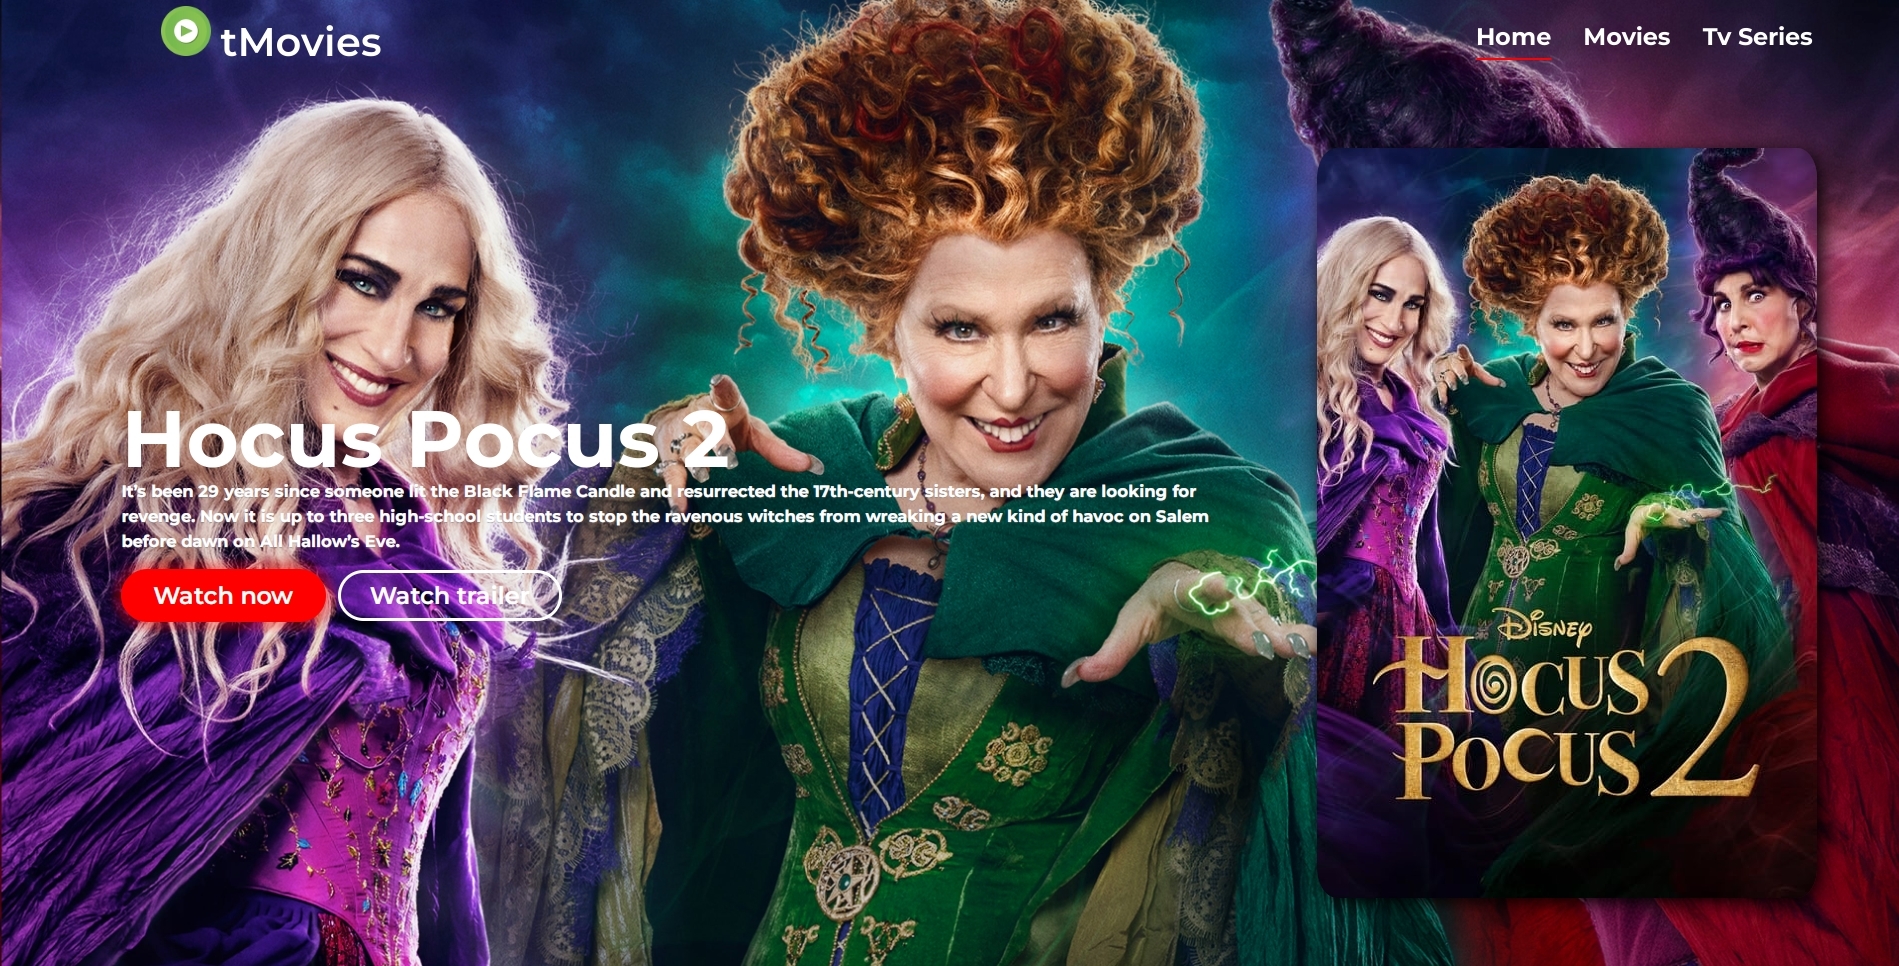 tMovies
Home
Movies
Tv Series
Hocus Pocus 2
It’s been 29 years since someone lit the Black Flame Candle and resurrected the 17th-century sisters, and they are looking for
revenge. Now it is up to three high-school students to stop the ravenous witches from wreaking a new kind of havoc on Salem
before dawn on All Hallow’s Eve.
Watch now
Watch trailer
Disney
Hocus
Pocus 2